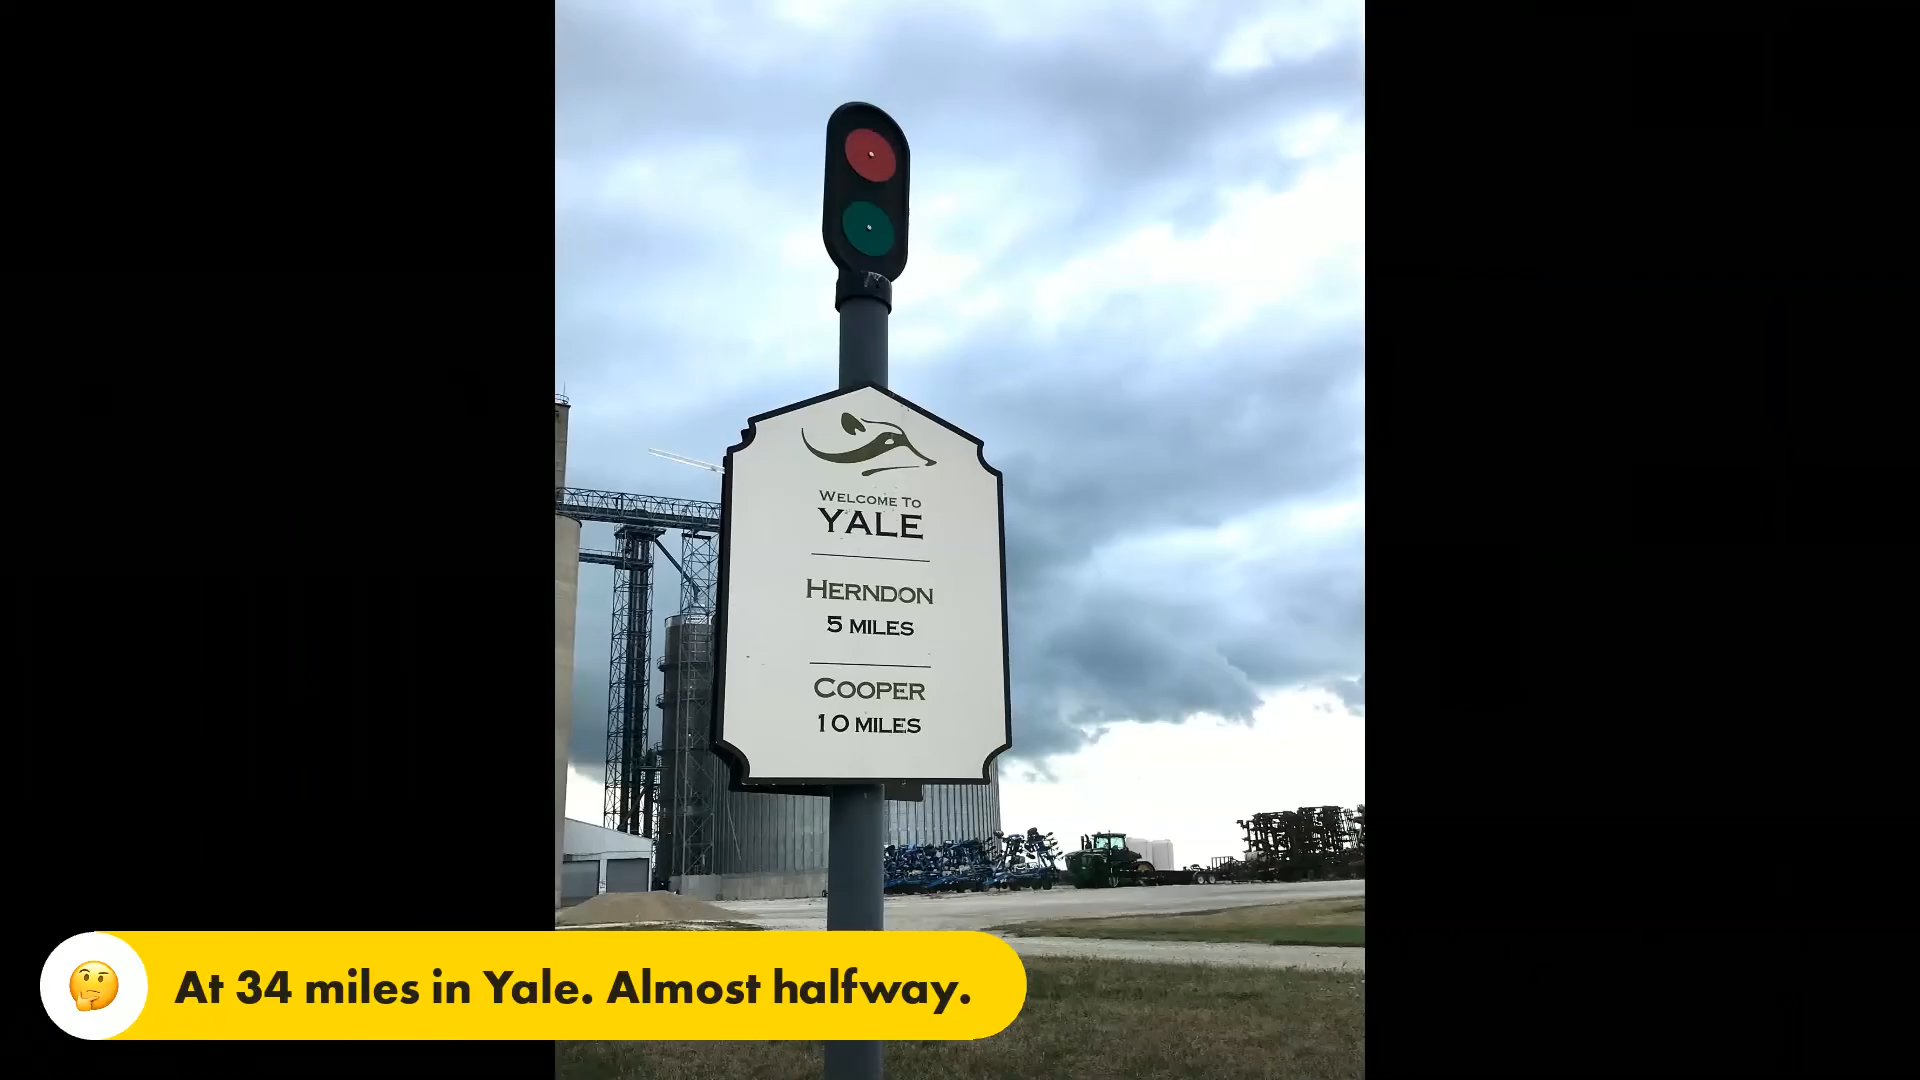 WELCOME TO
YALE
HERNDON
5 MILES
COOPER
10 MILES
At 34 miles in Yale. Almost halfway.